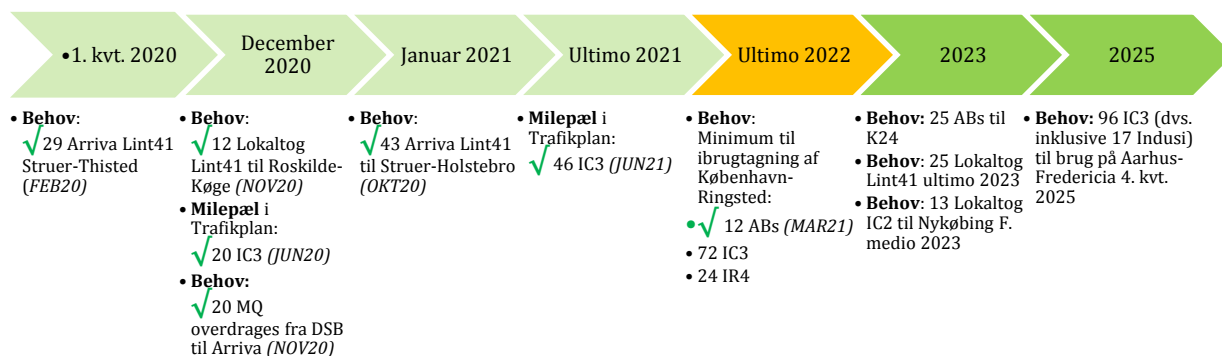 •1. kvt. 2020
December
2020
Januar 2021
Ultimo 2021
Ultimo 2022
2023
2025
• Behov:
√ 29 Arriva Lint41
Struer-Thisted
(FEB20)
• Behov:
√ 12 Lokaltog
Lint41 til Roskilde-
Køge (NOV20)
• Milepæl i
Trafikplan:
√ 20 IC3 (JUN20)
• Behov:
√ 20 MQ
overdrages fra DSB
til Arriva (NOV20)
• Behov:
√ 43 Arriva Lint41
til Struer-Holstebro
(OKT20)
• Milepæl i
Trafikplan:
√ 46 IC3 (JUN21)
• Behov:
Minimum til
ibrugtagning af
København-
Ringsted:
• √ 12 ABs (MAR21)
• 72 IC3
• 24 IR4
• Behov: 25 ABs til
K24
• Behov: 25 Lokaltog
Lint41 ultimo 2023
• Behov: 13 Lokaltog
IC2 til Nykøbing F.
medio 2023
• Behov: 96 IC3 (dvs.
inklusive 17 Indusi)
til brug på Aarhus-
Fredericia 4. kvt.
2025